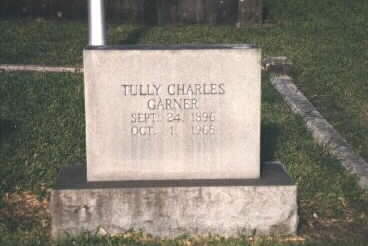 TULLY CHARLES
GARNER
SEPT. 24, 1896
OCT. 1, 1965